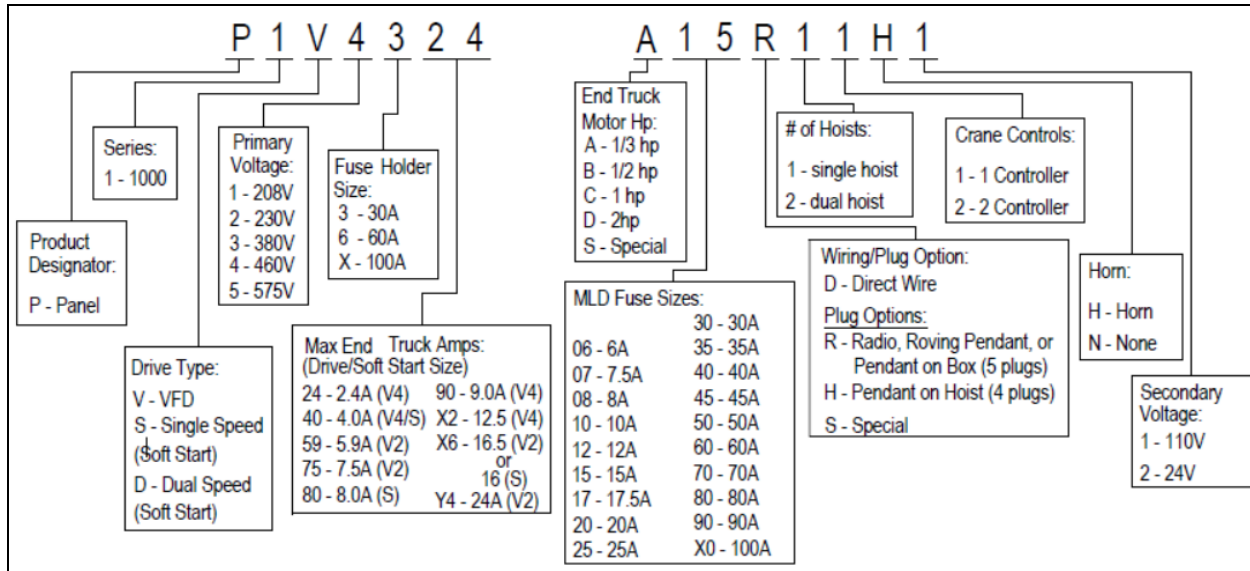 P 1 V 4 3 2 4 A 1 5 R 1 1 H 1
Product
Designator:
P - Panel
Series:
1 - 1000
Drive Type:
V - VFD
S - Single Speed
(Soft Start)
D - Dual Speed
(Soft Start)
Primary
Voltage:
1 - 208V
2 - 230V
3 - 380V
4 - 460V
5 - 575V
Fuse Holder
Size:
3 - 30A
6 - 60A
X - 100A
Max End Truck Amps:
(Drive/Soft Start Size)
24 - 2.4A (V4)
40 - 4.0A (V4/S)
59 - 5.9A (V2)
75 - 7.5A (V2)
80 - 8.0A (S)
90 - 9.0A (V4)
X2 - 12.5 (V4)
X6 - 16.5 (V2)
or
16 (S)
Y4 - 24A (V2)
End Truck
Motor Hp:
A - 1/3 hp
B - 1/2 hp
C - 1 hp
D - 2hp
S - Special
MLD Fuse Sizes:
06 - 6A
07 - 7.5A
08 - 8A
10 - 10A
12 - 12A
15 - 15A
17 - 17.5A
20 - 20A
25 - 25A
30 - 30A
35 - 35A
40 - 40A
45 - 45A
50 - 50A
60 - 60A
70 - 70A
80 - 80A
90 - 90A
X0 - 100A
Wiring/Plug Option:
D - Direct Wire
Plug Options:
R - Radio, Roving Pendant, or
Pendant on Box (5 plugs)
H - Pendant on Hoist (4 plugs)
S - Special
# of Hoists:
1 - single hoist
2 - dual hoist
Crane Controls:
1 - 1 Controller
2 - 2 Controller
Horn:
H - Horn
N - None
Secondary
Voltage:
1 - 110V
2 - 24V